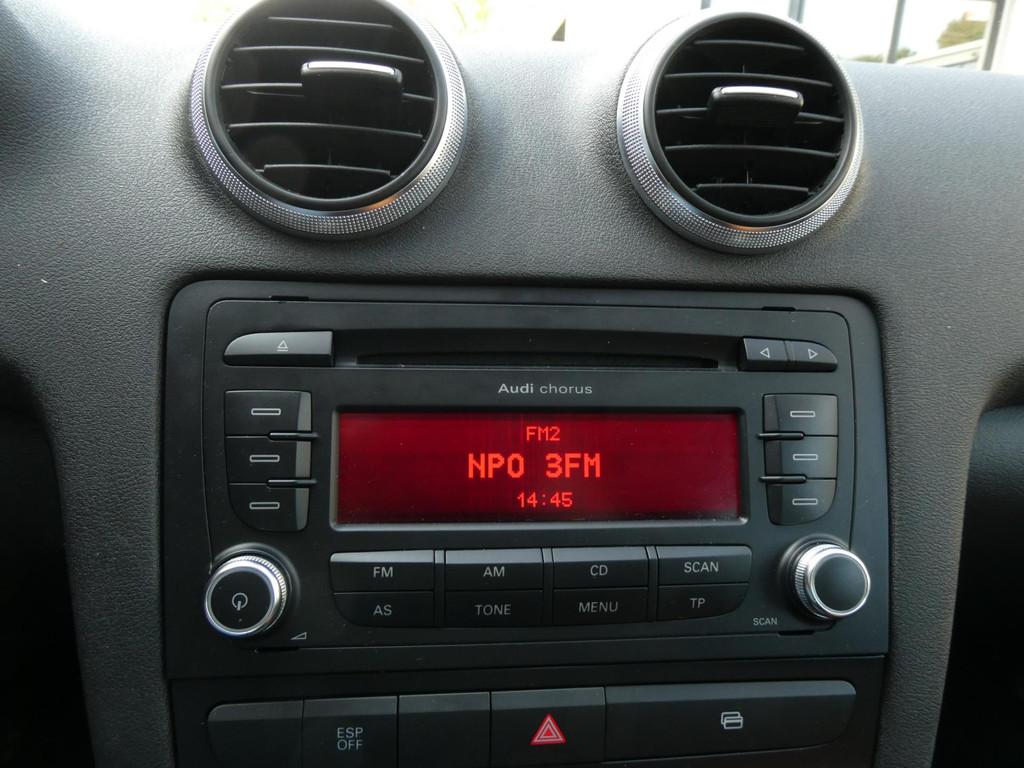 Audi chorus
FM2
NPO 3FM
14:45
FM AM CD SCAN
AS TONE MENU TP
SCAN
ESP
OFF